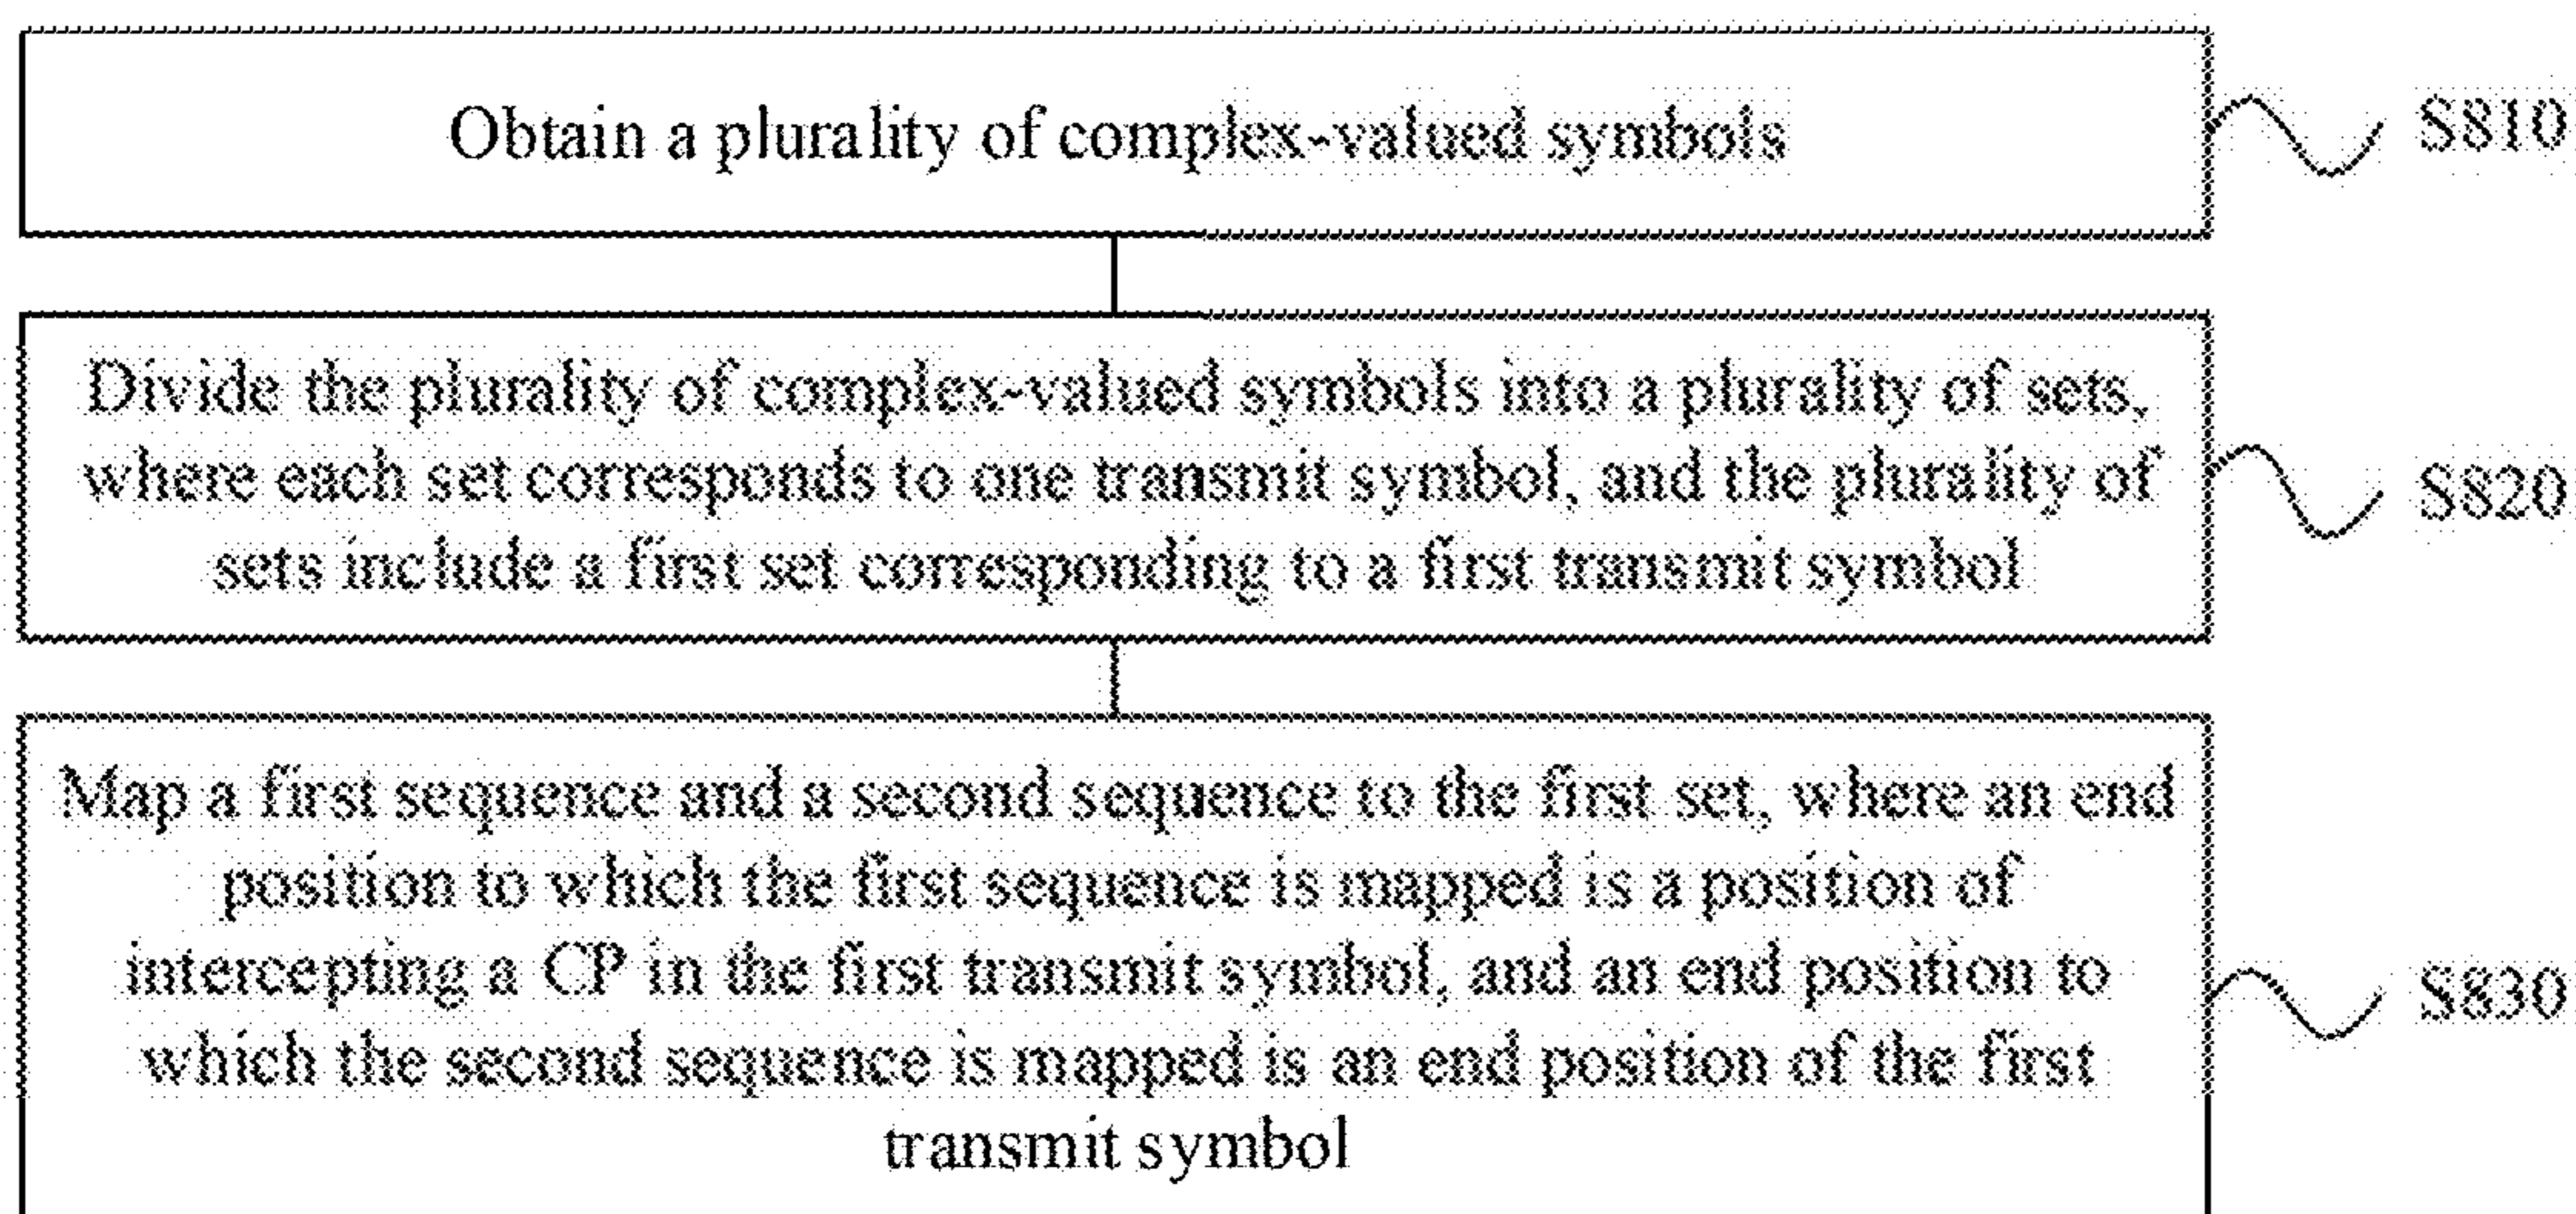 Obtain a plurality of complex-valued symbols
S810
Divide the plurality of complex-valued symbols into a plurality of sets,
where each set corresponds to one transmit symbol, and the plurality of
S820
sets include a first set corresponding to a first transmit symbol
Map a first sequence and a second sequence to the first set, where an end
position to which the first sequence is mapped is a position of
intercepting a CP in the first transmit symbol, and an end position to
S830
which the second sequence is mapped is an end position of the first
transmit symbol